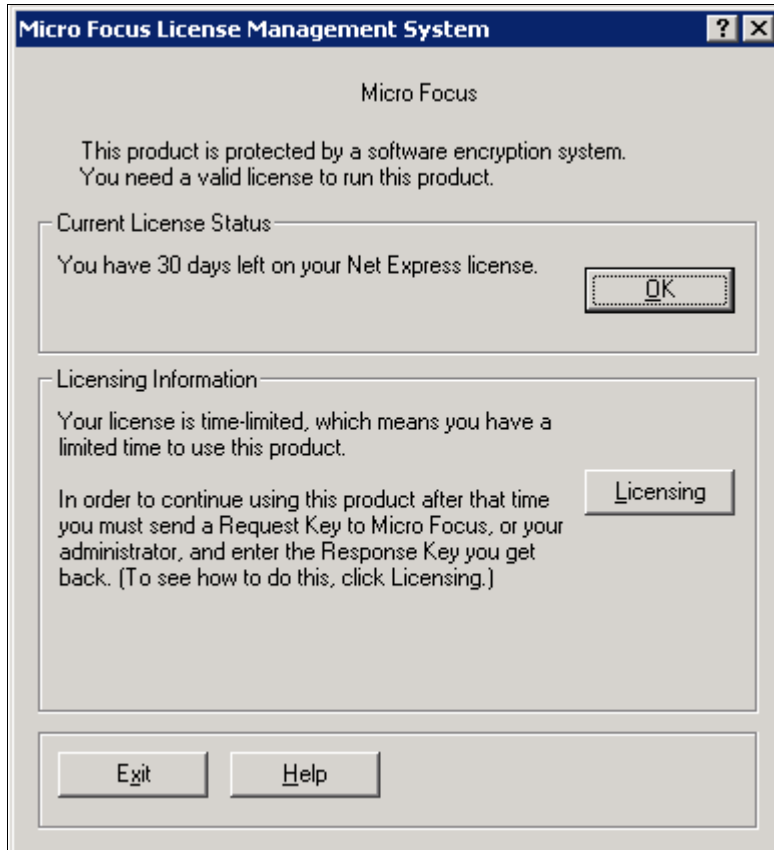 Micro Focus License Management System
? X
Micro Focus
This product is protected by a software encryption system.
You need a valid license to run this product.
Current License Status
You have 30 days left on your Net Express license.
OK
Licensing Information
Your license is time-limited, which means you have a
limited time to use this product.
In order to continue using this product after that time
you must send a Request Key to Micro Focus, or your
administrator, and enter the Response Key you get
back. (To see how to do this, click Licensing.)
Licensing
Exit Help